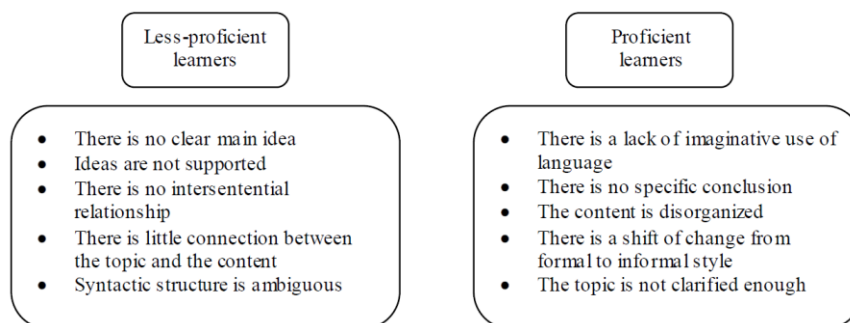 Less-proficient
learners
• There is no clear main idea
• Ideas are not supported
• There is no intersentential
relationship
• There is little connection between
the topic and the content
• Syntactic structure is ambiguous
Proficient
learners
• There is a lack of imaginative use of
language
• There is no specific conclusion
• The content is disorganized
• There is a shift of change from
formal to informal style
• The topic is not clarified enough